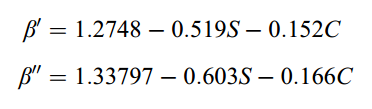 β′ = 1.2748 − 0.519S − 0.152C
β″ = 1.33797 − 0.603S − 0.166C